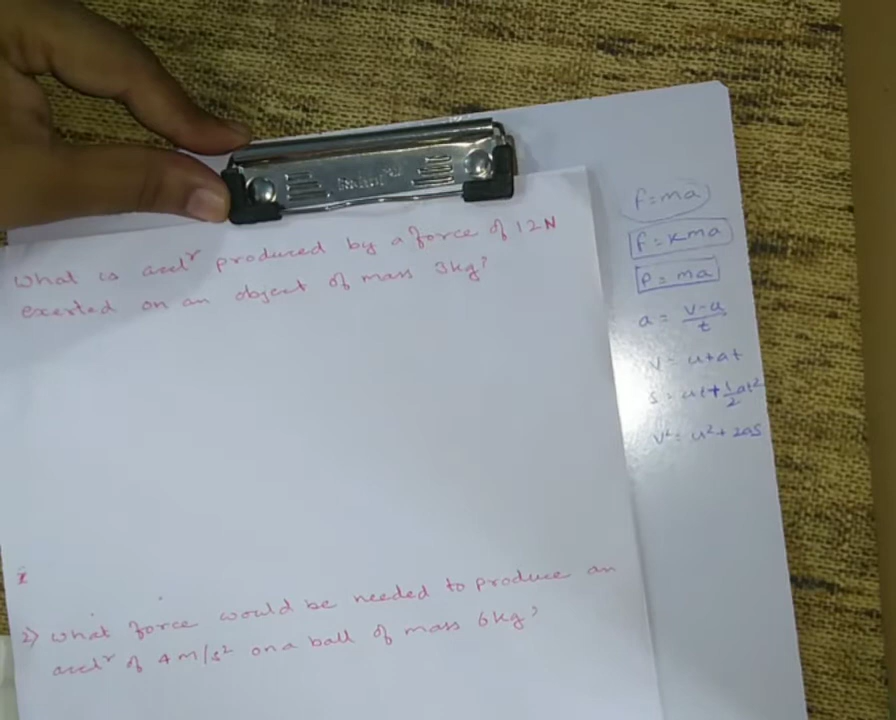 What is accl^r produced by a force of 12N
exerted on an object of mass 3kg?
2) What force would be needed to produce an
accl^r of 4 M/s²  on a ball of mass 6kg?
f = ma
f = kma
P = ma
a = (v-u)/t
v = u+at
s = ut+1/2at²
v² = u²+2as